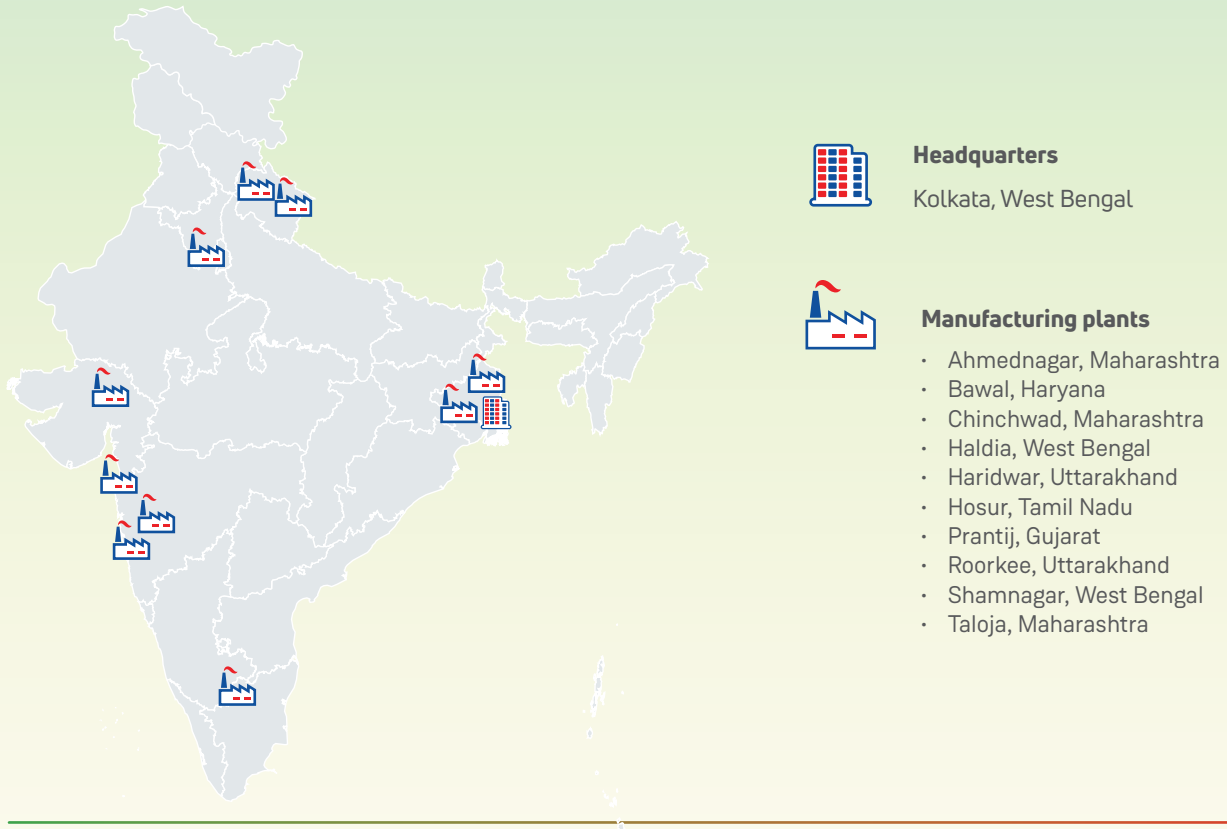 Headquarters
Kolkata, West Bengal
Manufacturing plants
• Ahmednagar, Maharashtra
• Bawal, Haryana
• Chinchwad, Maharashtra
• Haldia, West Bengal
• Haridwar, Uttarakhand
• Hosur, Tamil Nadu
• Prantij, Gujarat
• Roorkee, Uttarakhand
• Shamnagar, West Bengal
• Taloja, Maharashtra